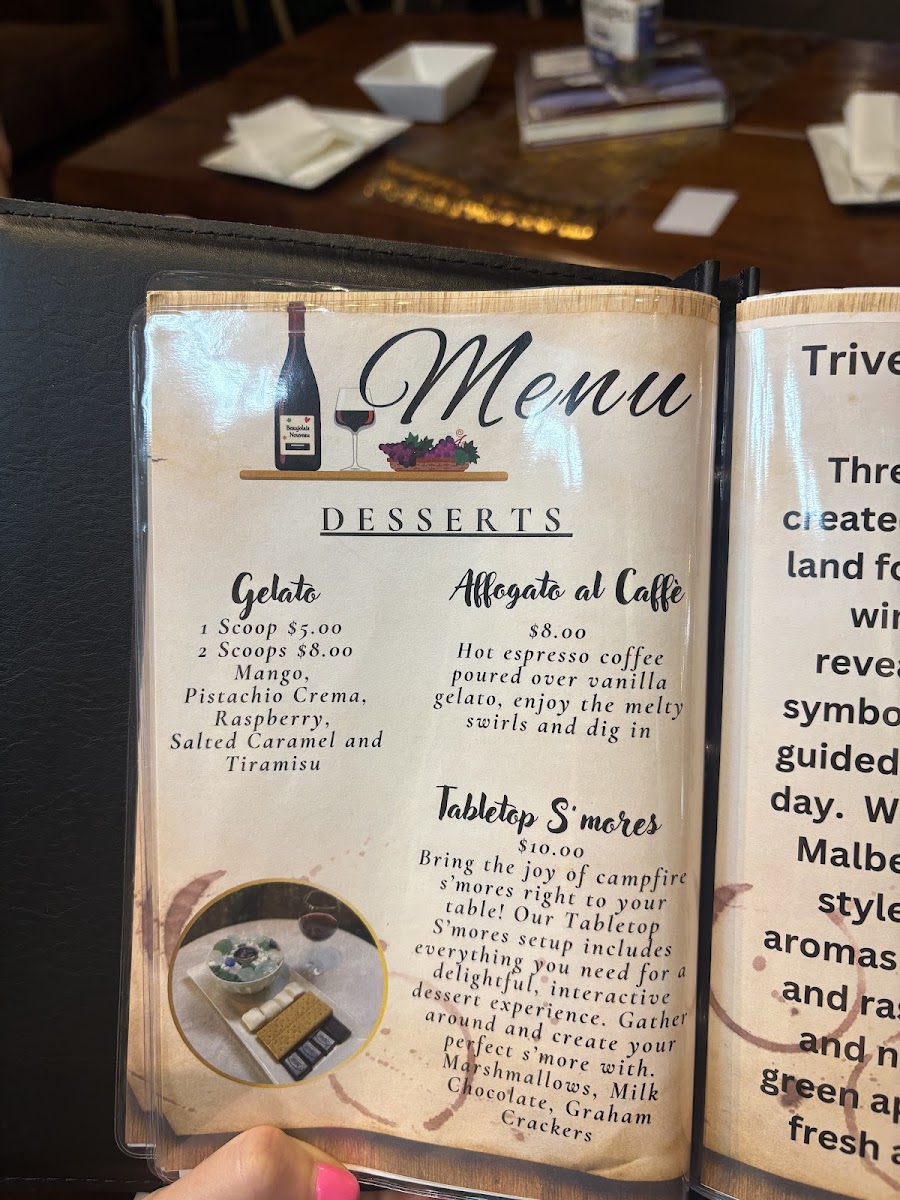 Menu
Beaujolais
Nouveau
DESSERTS
Gelato
1 Scoop $5.00
2 Scoops $8.00
Mango,
Pistachio Crema,
Raspberry,
Salted Caramel and
Tiramisu
Affogato al Caffè
$8.00
Hot espresso coffee
poured over vanilla
gelato, enjoy the melty
swirls and dig in
Tabletop S'mores
$10.00
Bring the joy of campfire
s'mores right to your
table! Our Tabletop
S'mores setup includes
everything you need for a
delightful, interactive
dessert experience. Gather
around and create your
perfect s'more with.
Marshmallows, Milk
Chocolate, Graham
Crackers
Trive
Thre
create
land fo
win
revea
symbo
guided
day. W
Malbe
style
aromas
and ras
and n
green ap
fresh a